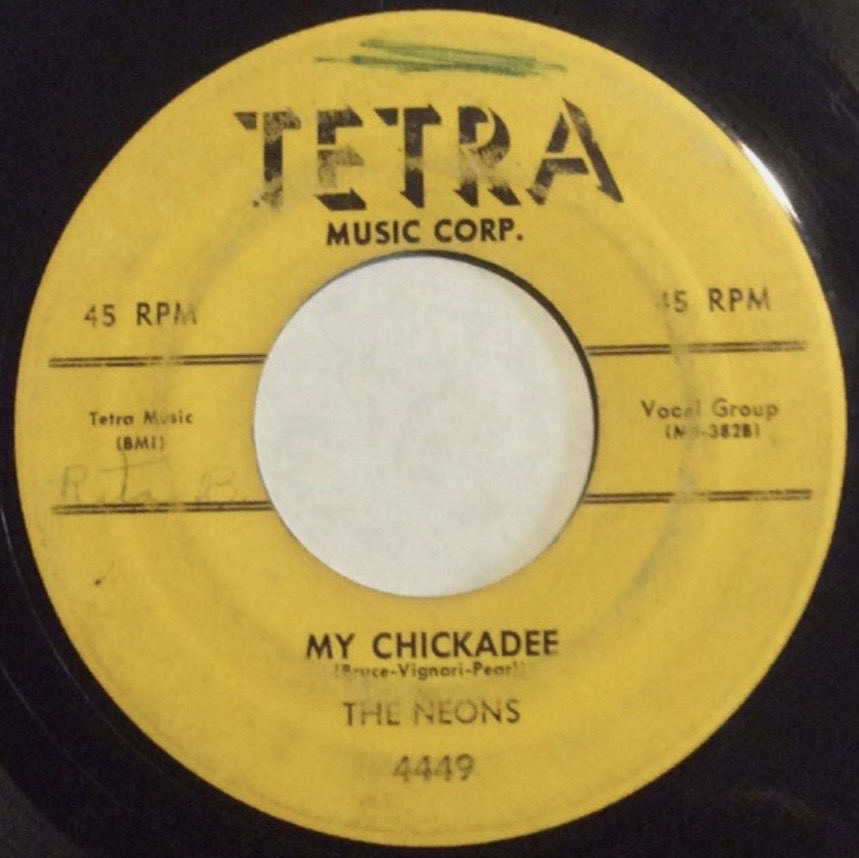 TETRA
MUSIC CORP.
45 RPM
45 RPM
Tetra Music
(BMI)
Vocal Group
Rita B.
MY CHICKADEE
(Bruce-Vignari-Pearl)
THE NEONS
4449